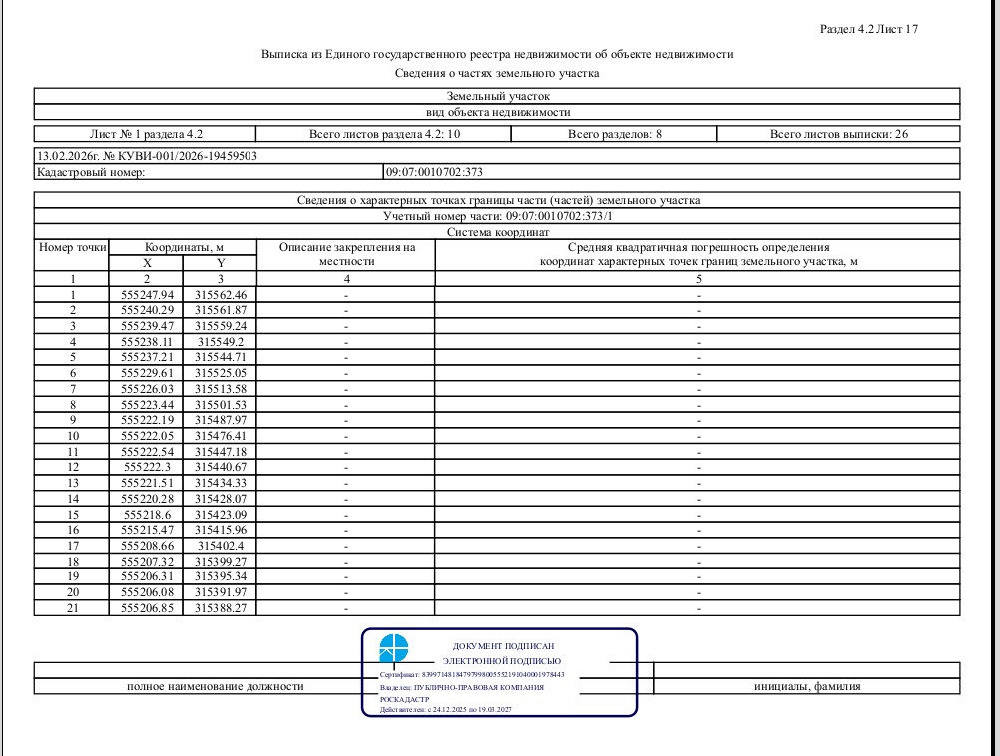 Раздел 4.2 Лист 17
Выписка из Единого государственного реестра недвижимости об объекте недвижимости
Сведения о частях земельного участка
Земельный участок
вид объекта недвижимости
Лист № 1 раздела 4.2 Всего листов раздела 4.2: 10 Всего разделов: 8 Всего листов выписки: 26
13.02.2026г. № КУВИ-001/2026-19459503
Кадастровый номер: 09:07:0010702:373
Сведения о характерных точках границы части (частей) земельного участка
Учетный номер части: 09:07:0010702:373/1
Система координат
Номер точки Координаты, м Описание закрепления на местности Средняя квадратичная погрешность определения координат характерных точек границ земельного участка, м
X Y
1 2 3 4 5
1 555247.94 315562.46 - -
2 555240.29 315561.87 - -
3 555239.47 315559.24 - -
4 555238.11 315549.2 - -
5 555237.21 315544.71 - -
6 555229.61 315525.05 - -
7 555226.03 315513.58 - -
8 555223.44 315501.53 - -
9 555222.19 315487.97 - -
10 555222.05 315476.41 - -
11 555222.54 315447.18 - -
12 555222.3 315440.67 - -
13 555221.51 315434.33 - -
14 555220.28 315428.07 - -
15 555218.6 315423.09 - -
16 555215.47 315415.96 - -
17 555208.66 315402.4 - -
18 555207.32 315399.27 - -
19 555206.31 315395.34 - -
20 555206.08 315391.97 - -
21 555206.85 315388.27 - -
ДОКУМЕНТ ПОДПИСАН
ЭЛЕКТРОННОЙ ПОДПИСЬЮ
Сертификат:
Владелец: ПУБЛИЧНО-ПРАВОВАЯ КОМПАНИЯ
РОСКАДАСТР
Действителен: с 24.12.2025 по 19.03.2027
полное наименование должности инициалы, фамилия